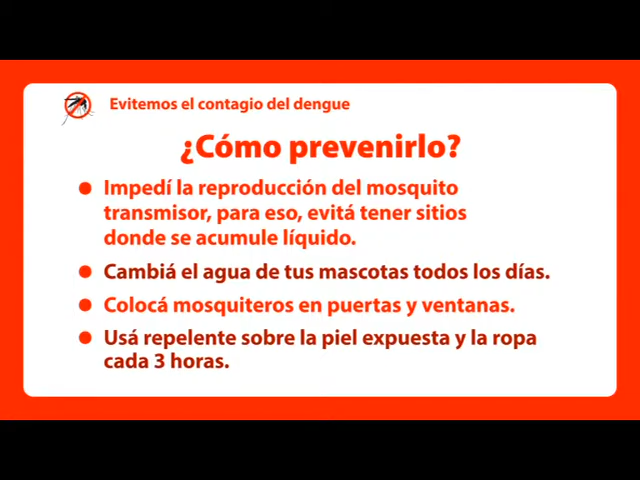 Evitemos el contagio del dengue
¿Cómo prevenirlo?
Impedí la reproducción del mosquito
transmisor, para eso, evitá tener sitios
donde se acumule líquido.
Cambiá el agua de tus mascotas todos los días.
Colocá mosquiteros en puertas y ventanas.
Usá repelente sobre la piel expuesta y la ropa
cada 3 horas.